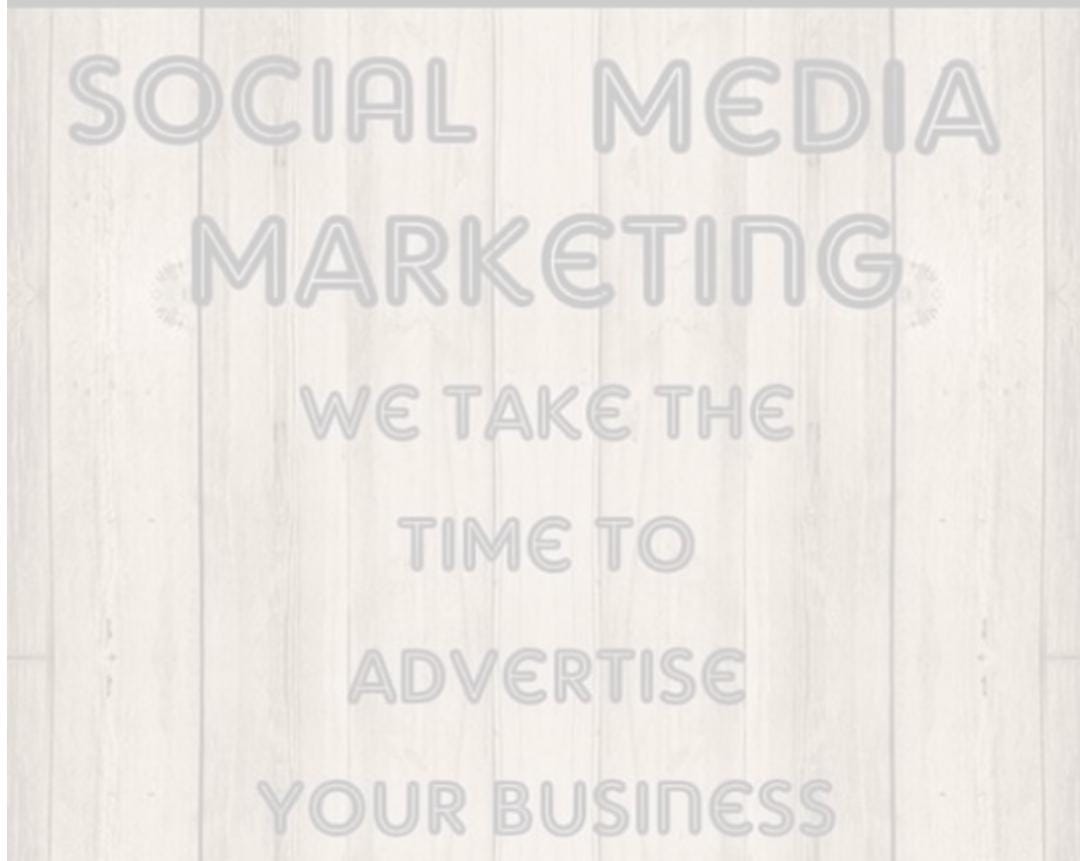 SOCIAL MEDIA
MARKETING
WE TAKE THE
TIME TO
ADVERTISE
YOUR BUSINESS